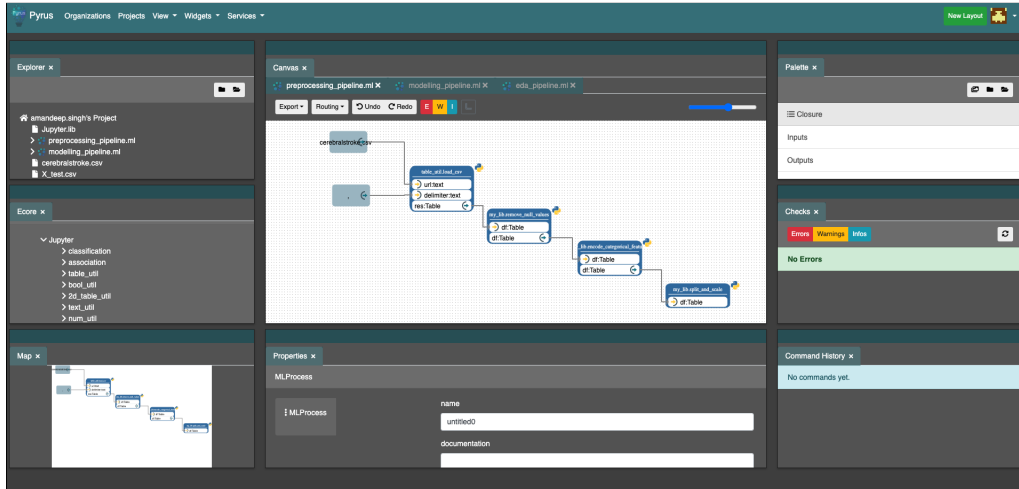 Pyrus Organizations Projects View Widgets Services New Layout
Explorer ×
amandeep.singh's Project
Jupyter.lib
preprocessing_pipeline.ml
modelling_pipeline.ml
cerebralstroke.csv
X_test.csv
Ecore ×
Jupyter
classification
association
table_util
bool_util
2d_table_util
text_util
num_util
Map ×
Canvas ×
preprocessing_pipeline.ml × modelling_pipeline.ml × eda_pipeline.ml ×
Export Routing Undo Redo E W I
cerebralstroke.csv
,
table_util.load_csv
url:text
delimiter:text
res:Table
my_lib.remove_null_values
df:Table
df:Table
_lib.encode_categorical_featu
df:Table
df:Table
my_lib.split_and_scale
df:Table
Properties ×
MLProcess
MLProcess
name
untitled0
documentation
Palette ×
Closure
Inputs
Outputs
Checks ×
Errors Warnings Infos
No Errors
Command History ×
No commands yet.